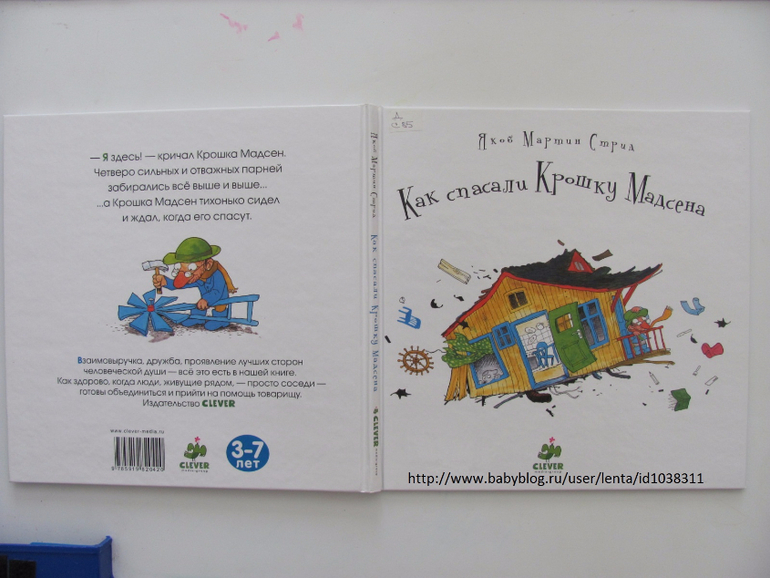 — Я здесь! — кричал Крошка Мадсен.
Четверо сильных и отважных парней
забирались всё выше и выше...
...а Крошка Мадсен тихонько сидел
и ждал, когда его спасут.
Взаимовыручка, дружба, проявление лучших сторон
человеческой души — всё это есть в нашей книге.
Как здорово, когда люди, живущие рядом, — просто соседи —
готовы объединиться и прийти на помощь товарищу.
Издательство CLEVER
www.clever-media.ru
CLEVER
3–7
лет
Якоб Мартин Стрид
Как спасали Крошку Мадсена
CLEVER
Якоб Мартин Стрид
Как спасали Крошку Мадсена
CLEVER
http://www.babyblog.ru/user/lenta/id1038311